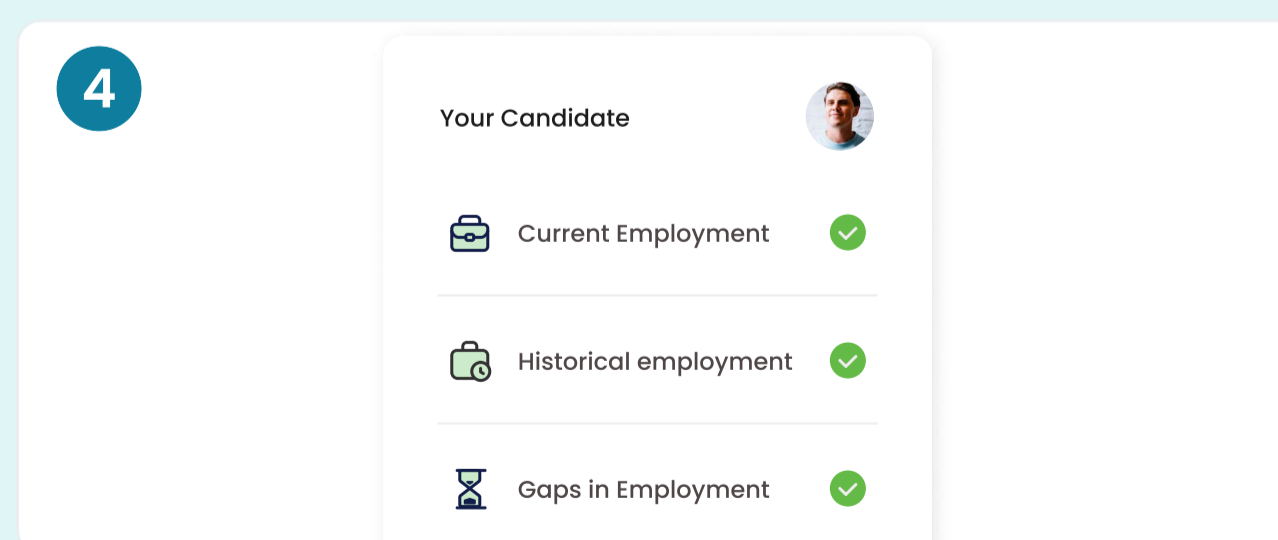 4
Your Candidate
Current Employment
Historical employment
Gaps in Employment